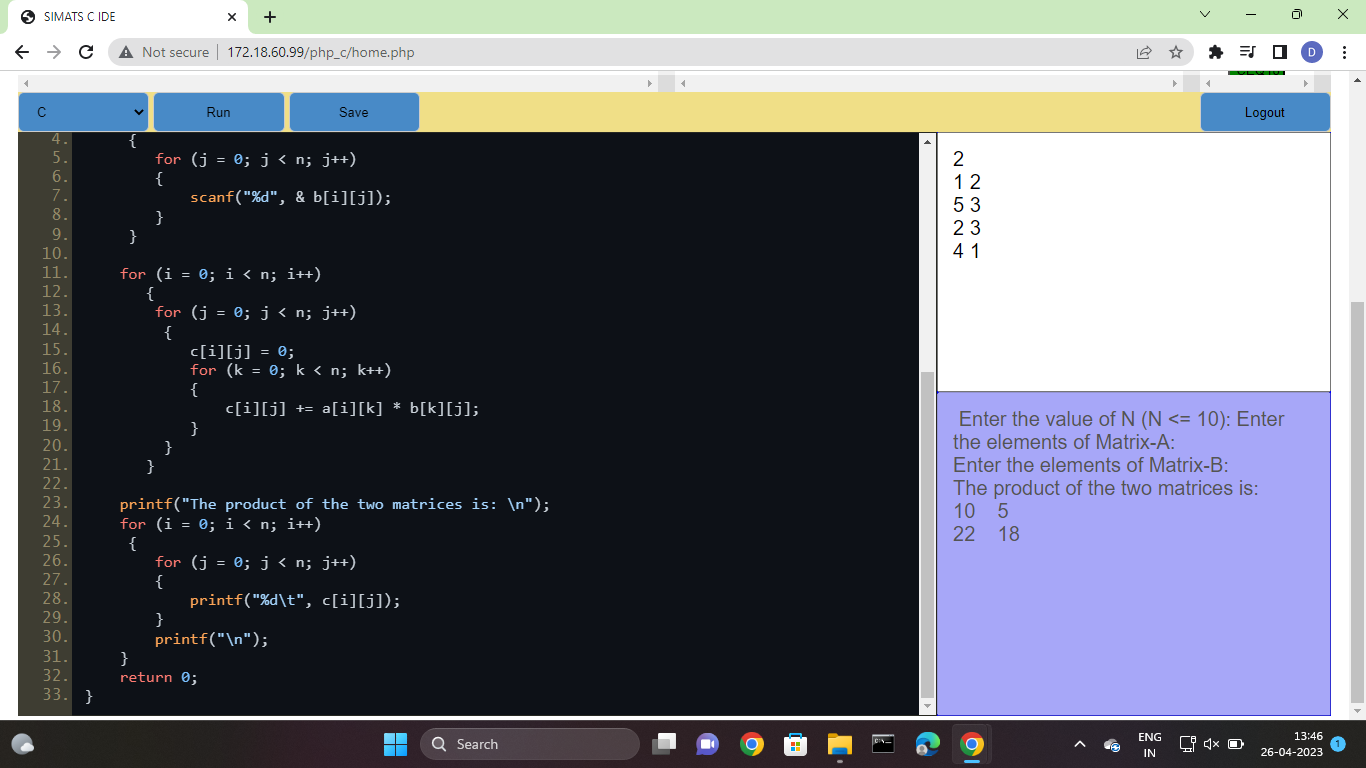 SIMATS C IDE
Not secure
172.18.60.99/php_c/home.php
D
C
Run
Save
Logout
4. {
5. for (j = 0; j < n; j++)
6. {
7. scanf("%d", & b[i][j]);
8. }
9. }
10.
11. for (i = 0; i < n; i++)
12. {
13. for (j = 0; j < n; j++)
14. {
15. c[i][j] = 0;
16. for (k = 0; k < n; k++)
17. {
18. c[i][j] += a[i][k] * b[k][j];
19. }
20. }
21. }
22.
23. printf("The product of the two matrices is: \n");
24. for (i = 0; i < n; i++)
25. {
26. for (j = 0; j < n; j++)
27. {
28. printf("%d\t", c[i][j]);
29. }
30. printf("\n");
31. }
32. return 0;
33. }
2
1 2
5 3
2 3
4 1
Enter the value of N (N <= 10): Enter
the elements of Matrix-A:
Enter the elements of Matrix-B:
The product of the two matrices is:
10 5
22 18
Search
ENG
IN
13:46
26-04-2023
1